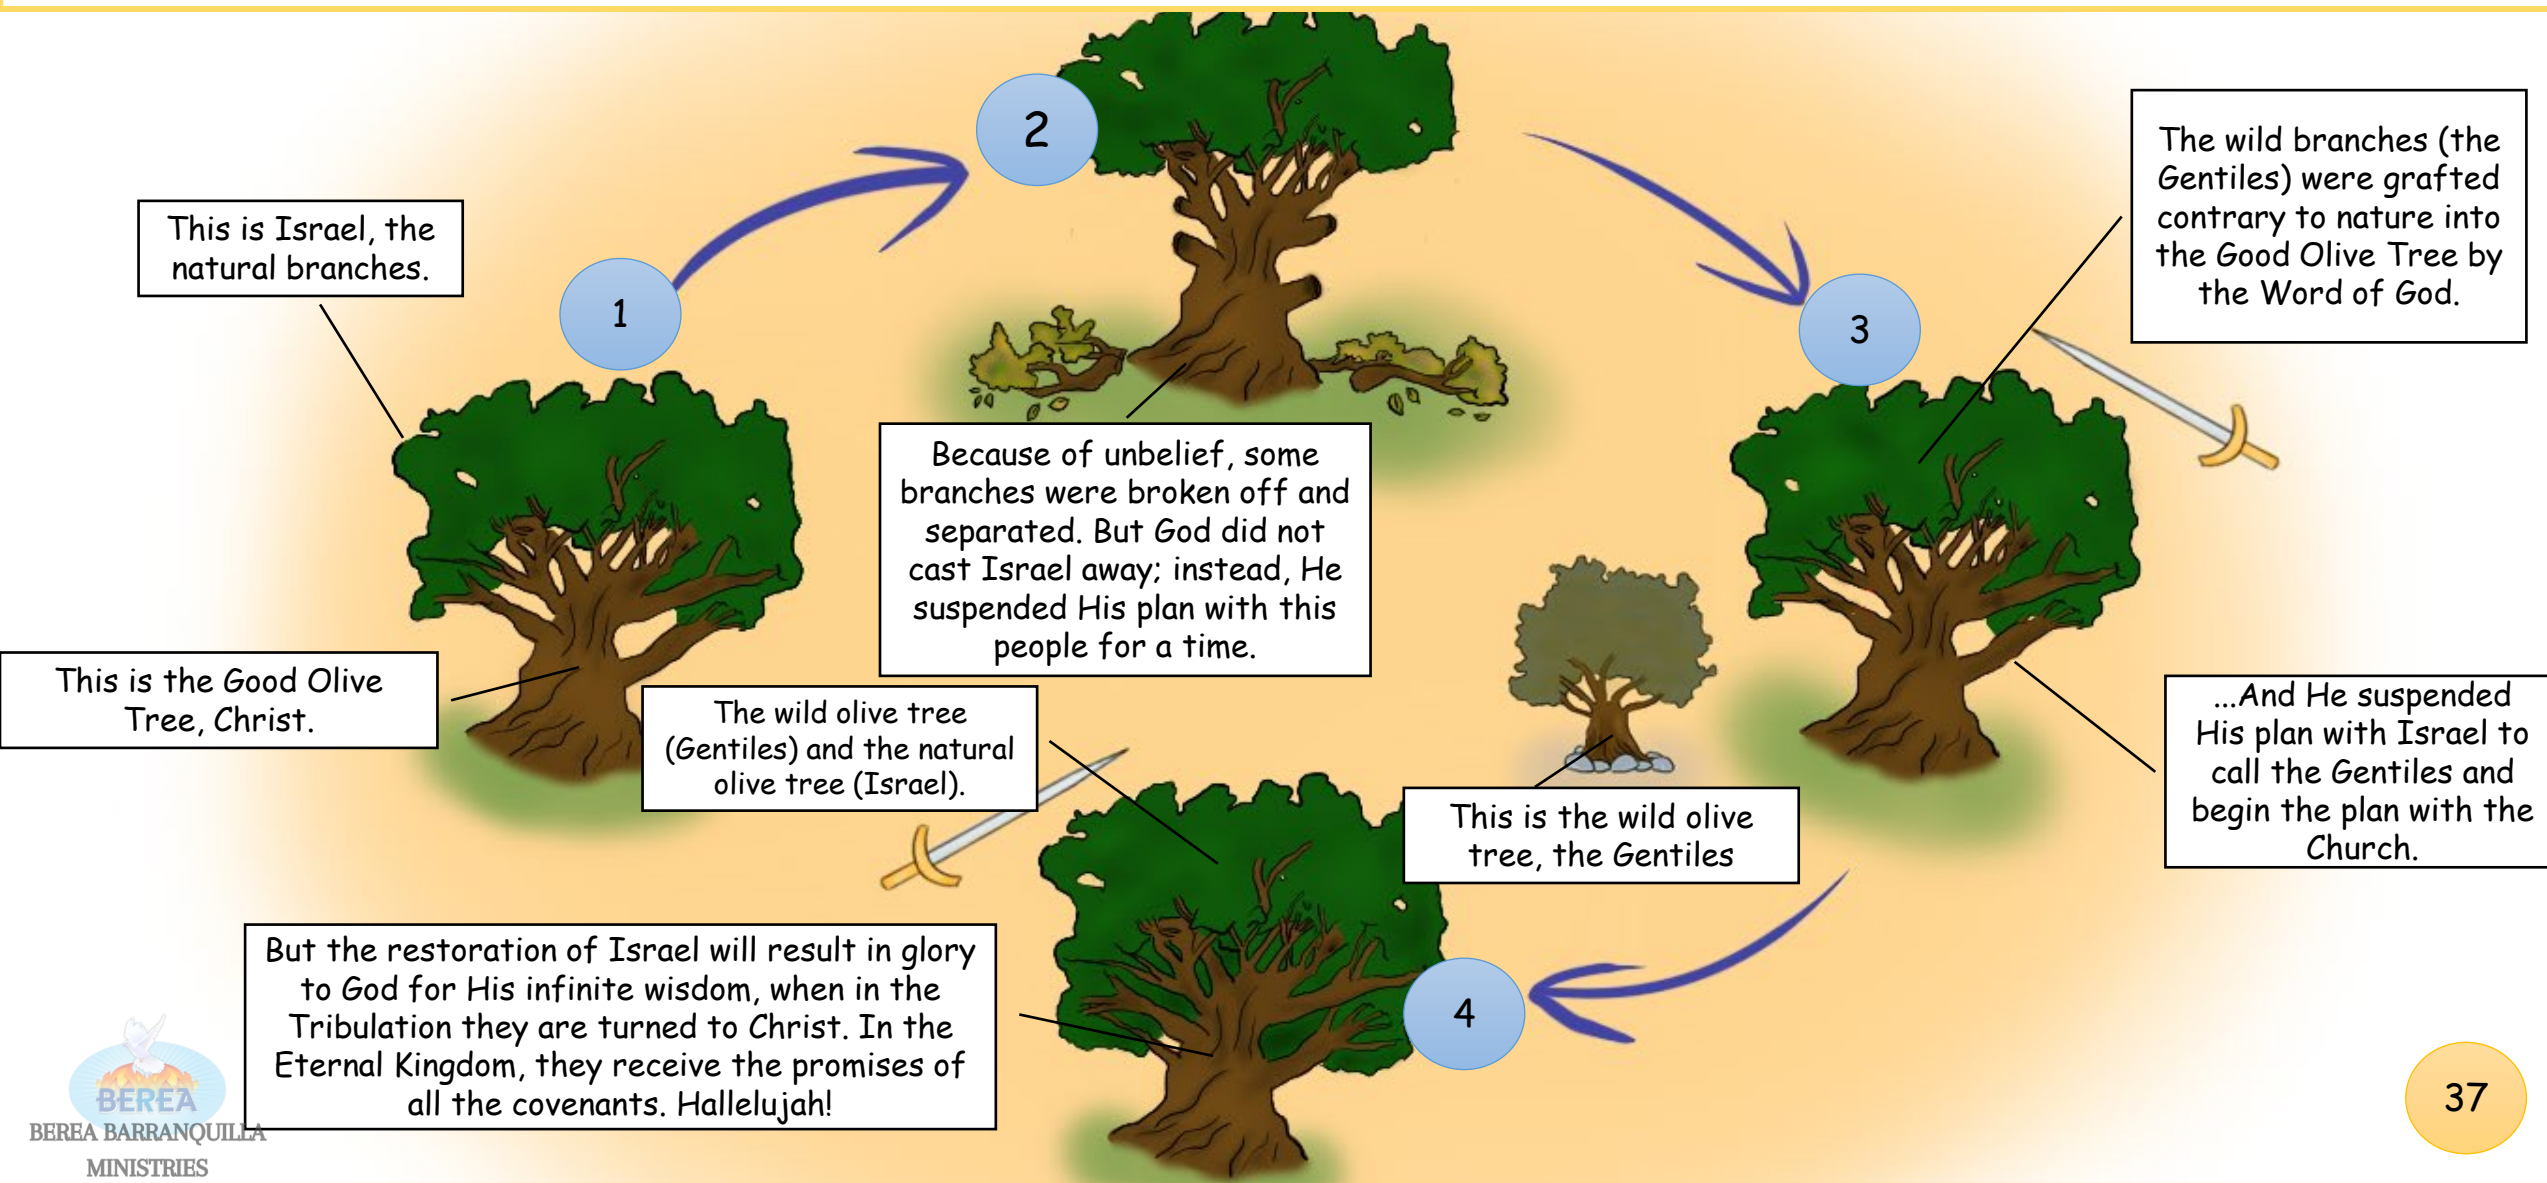 1
This is Israel, the
natural branches.
This is the Good Olive
Tree, Christ.
2
Because of unbelief, some
branches were broken off and
separated. But God did not
cast Israel away; instead, He
suspended His plan with this
people for a time.
3
The wild branches (the
Gentiles) were grafted
contrary to nature into
the Good Olive Tree by
the Word of God.
...And He suspended
His plan with Israel to
call the Gentiles and
begin the plan with the
Church.
This is the wild olive
tree, the Gentiles
4
The wild olive tree
(Gentiles) and the natural
olive tree (Israel).
But the restoration of Israel will result in glory
to God for His infinite wisdom, when in the
Tribulation they are turned to Christ. In the
Eternal Kingdom, they receive the promises of
all the covenants. Hallelujah!
BEREA
BEREA BARRANQUILLA
MINISTRIES
37